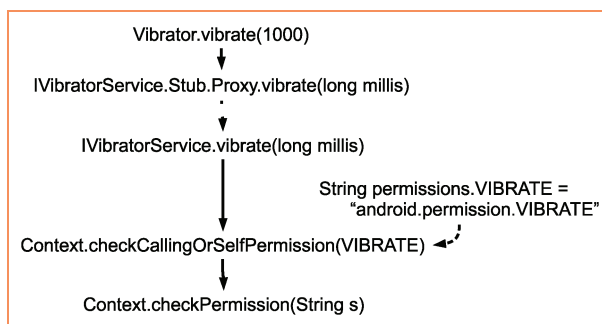 Vibrator.vibrate(1000)
IVibratorService.Stub.Proxy.vibrate(long millis)
IVibratorService.vibrate(long millis)
String permissions.VIBRATE =
“android.permission.VIBRATE”
Context.checkCallingOrSelfPermission(VIBRATE)
Context.checkPermission(String s)